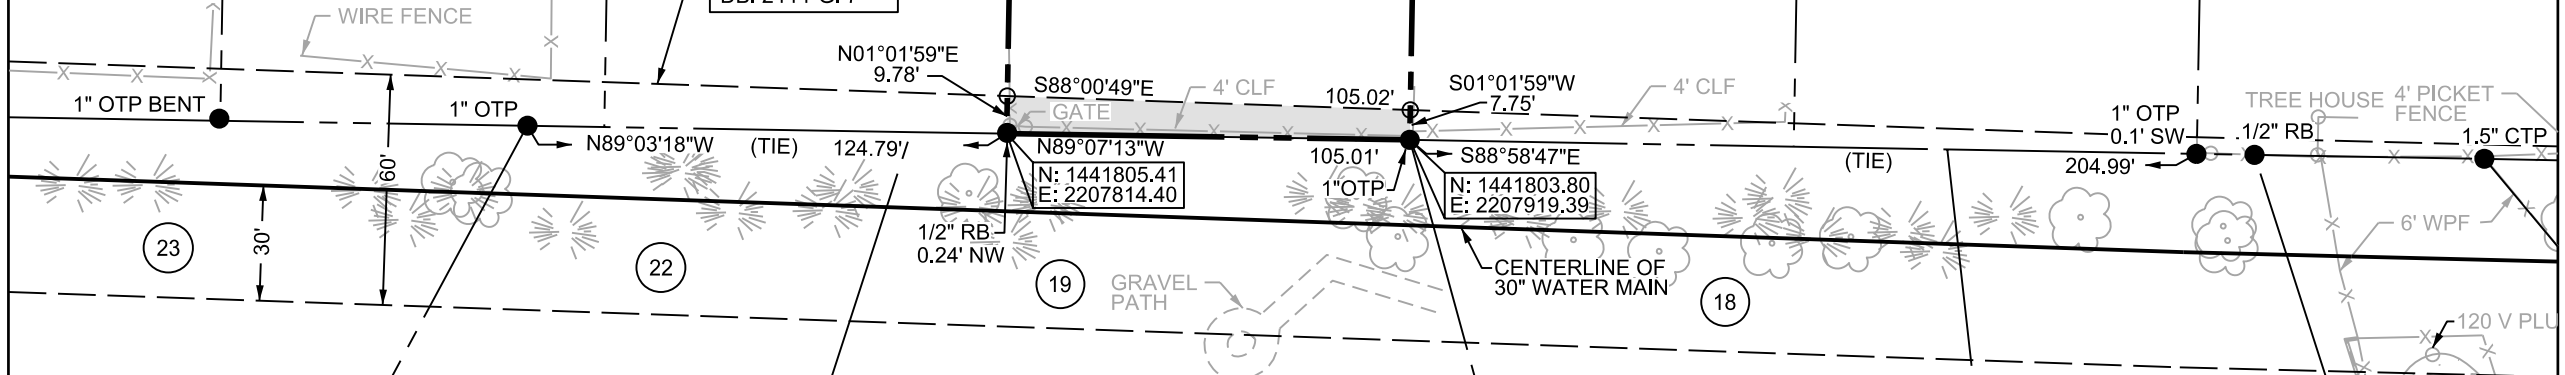 WIRE FENCE
N01°01'59"E
9.78'
S88°00'49"E
4' CLF
GATE
105.02'
S01°01'59"W
7.75'
4' CLF
1" OTP BENT
1" OTP
N89°03'18"W
(TIE)
124.79'/
N89°07'13"W
105.01'
N: 1441805.41
E: 2207814.40
1"OTP
S88°58'47"E
N: 1441803.80
E: 2207919.39
(TIE)
1" OTP
0.1' SW
204.99'
1/2" RB
TREE HOUSE
4' PICKET
FENCE
1.5" CTP
60'
30'
1/2" RB
0.24' NW
23
22
19
18
GRAVEL
PATH
CENTERLINE OF
30" WATER MAIN
6' WPF
120 V PLU